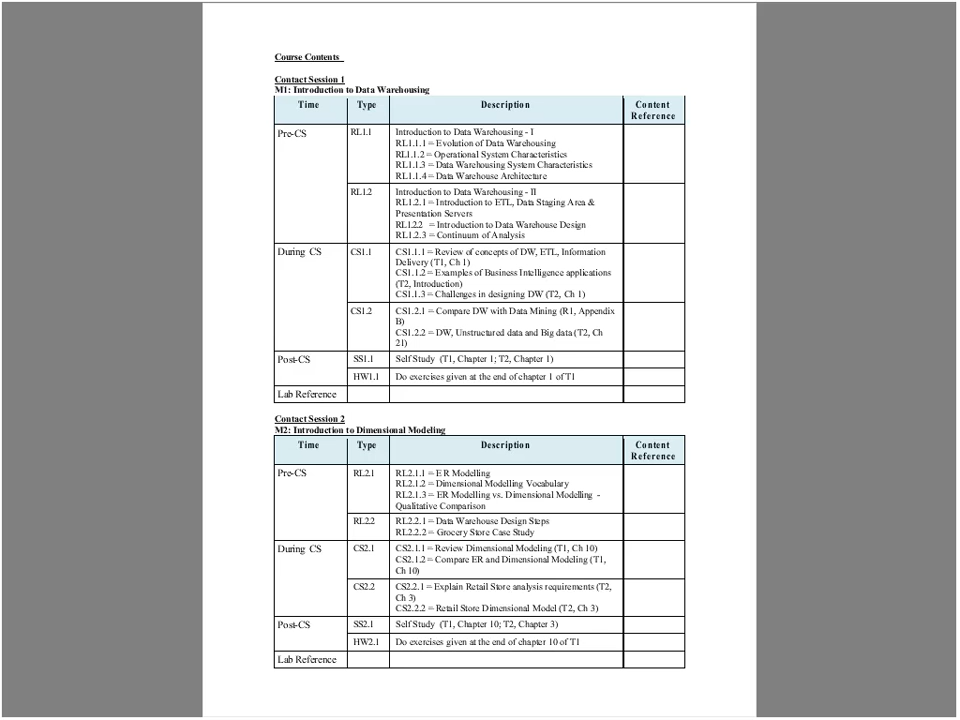 Course Contents
Contact Session 1
M1: Introduction to Data Warehousing
Time Type Description Content
Reference
Pre-CS RL1.1 Introduction to Data Warehousing - I
RL1.1.1 = Evolution of Data Warehousing
RL1.1.2 = Operational System Characteristics
RL1.1.3 = Data Warehousing System Characteristics
RL1.1.4 = Data Warehouse Architecture
RL1.2 Introduction to Data Warehousing - II
RL1.2.1 = Introduction to ETL, Data Staging Area &
Presentation Servers
RL1.2.2 = Introduction to Data Warehouse Design
RL1.2.3 = Continuum of Analysis
During CS CS1.1 CS1.1.1 = Review of concepts of DW, ETL, Information
Delivery (T1, Ch 1)
CS1.1.2 = Examples of Business Intelligence applications
(T2, Introduction)
CS1.1.3 = Challenges in designing DW (T2, Ch 1)
CS1.2 CS1.2.1 = Compare DW with Data Mining (R1, Appendix
B)
CS1.2.2 = DW, Unstructured data and Big data (T2, Ch
21)
Post-CS SS1.1 Self Study (T1, Chapter 1; T2, Chapter 1)
HW1.1 Do exercises given at the end of chapter 1 of T1
Lab Reference
Contact Session 2
M2: Introduction to Dimensional Modeling
Time Type Description Content
Reference
Pre-CS RL2.1 RL2.1.1 = ER Modelling
RL2.1.2 = Dimensional Modelling Vocabulary
RL2.1.3 = ER Modelling vs. Dimensional Modelling -
Qualitative Comparison
RL2.2 RL2.2.1 = Data Warehouse Design Steps
RL2.2.2 = Grocery Store Case Study
During CS CS2.1 CS2.1.1 = Review Dimensional Modeling (T1, Ch 10)
CS2.1.2 = Compare ER and Dimensional Modeling (T1,
Ch 10)
CS2.2 CS2.2.1 = Explain Retail Store analysis requirements (T2,
Ch 3)
CS2.2.2 = Retail Store Dimensional Model (T2, Ch 3)
Post-CS SS2.1 Self Study (T1, Chapter 10; T2, Chapter 3)
HW2.1 Do exercises given at the end of chapter 10 of T1
Lab Reference